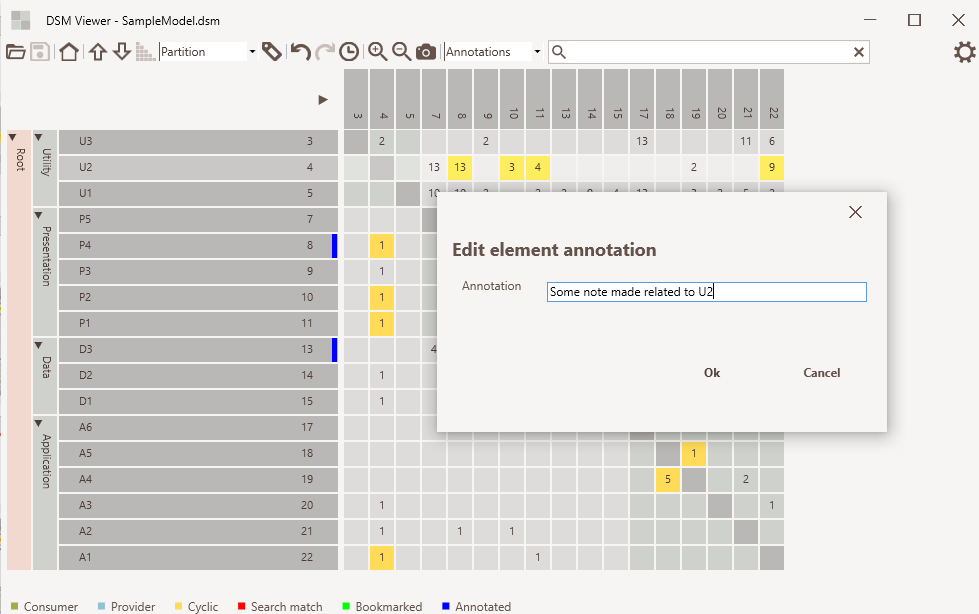 DSM Viewer - SampleModel.dsm
Partition
Annotations
3 4 5 7 8 9 10 11 13 14 15 17 18 19 20 21 22
Root
Utility
U3 3 2 2 13 11 6
U2 4 13 13 3 4 2 9
U1 5
Presentation
P5 7
P4 8 1
P3 9 1
P2 10 1
P1 11 1
Data
D3 13 4
D2 14 1
D1 15 1
Application
A6 17
A5 18 1
A4 19 5 2
A3 20 1 1
A2 21 1 1 1
A1 22 1 1
Edit element annotation
Annotation
Some note made related to U2
Ok Cancel
Consumer Provider Cyclic Search match Bookmarked Annotated